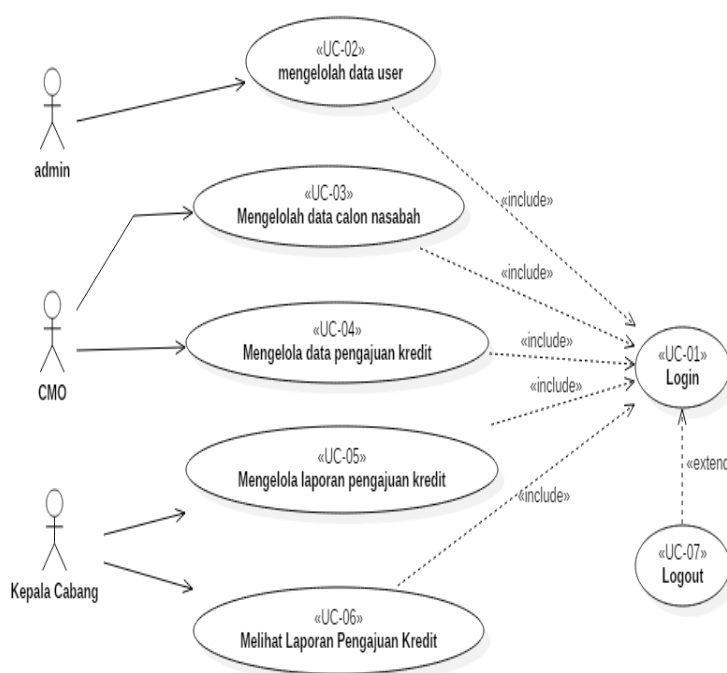 «UC-02»
mengelolah data user
admin
«UC-03»
Mengelolah data calon nasabah
«include»
«include»
CMO
«UC-04»
Mengelola data pengajuan kredit
«include»
«UC-01»
Login
«include»
«UC-05»
Mengelola laporan pengajuan kredit
«extend
«include»
Kepala Cabang
«UC-07»
Logout
«UC-06»
Melihat Laporan Pengajuan Kredit